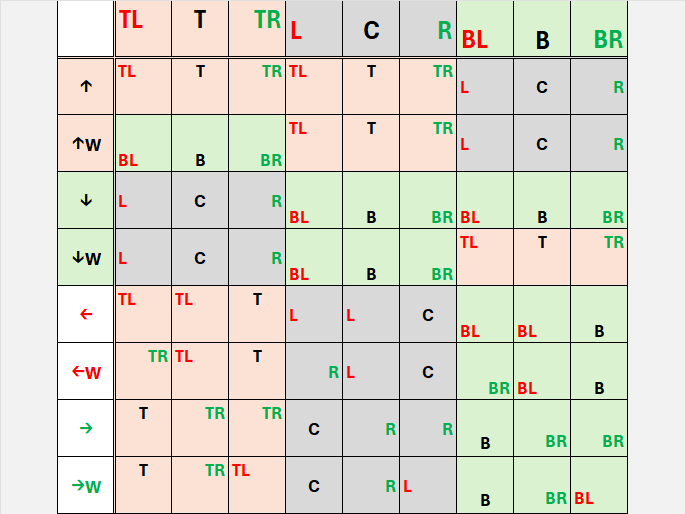 TL T TR L C R BL B BR
↑ TL T TR TL T TR L C R
↑W BL B BR TL T TR L C R
↓ L C R BL B BR BL B BR
↓W L C R BL B BR TL T TR
← TL TL T L L C BL BL B
←W TR TL T R L C BR BL B
→ T TR TR C R R B BR BR
→W T TR TL C R L B BR BL